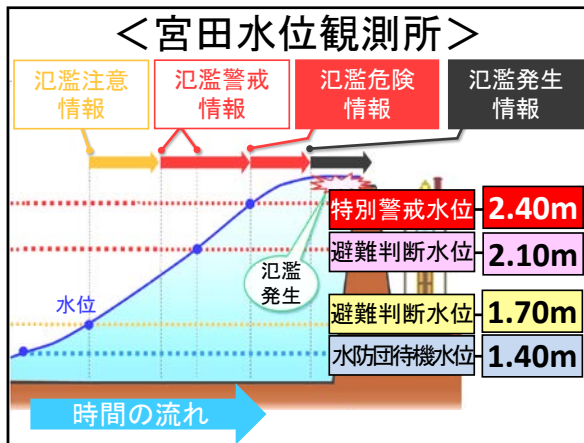 ＜宮田水位観測所＞
氾濫注意
情報
氾濫警戒
情報
氾濫危険
情報
氾濫発生
情報
特別警戒水位
2.40m
避難判断水位
2.10m
氾濫
発生
水位
避難判断水位
1.70m
水防団待機水位
1.40m
時間の流れ